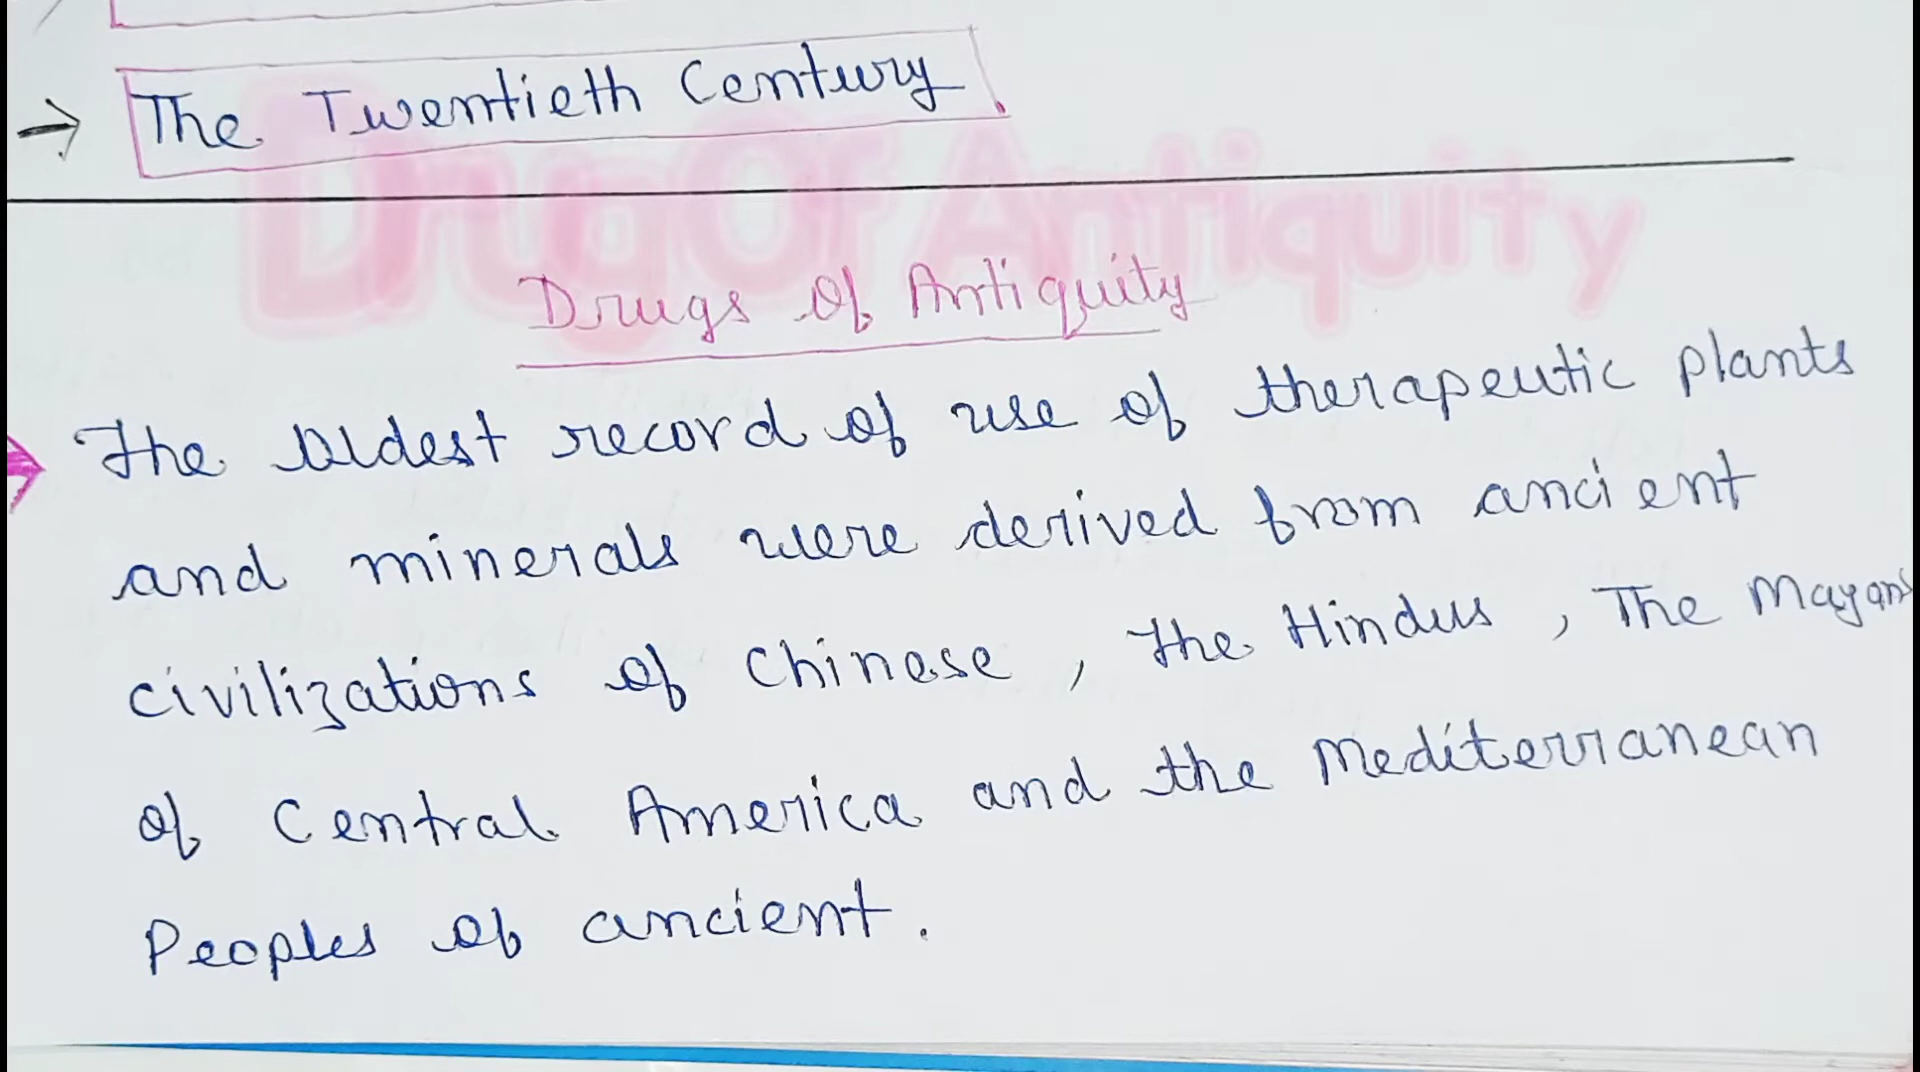 → The Twentieth Century
Drug Of Antiquity
Drugs of Antiquity
→ The oldest record of use of therapeutic plants
and minerals were derived from ancient
civilizations of Chinese, the Hindus, The Mayans
of Central America and the Mediterranean
Peoples of ancient.